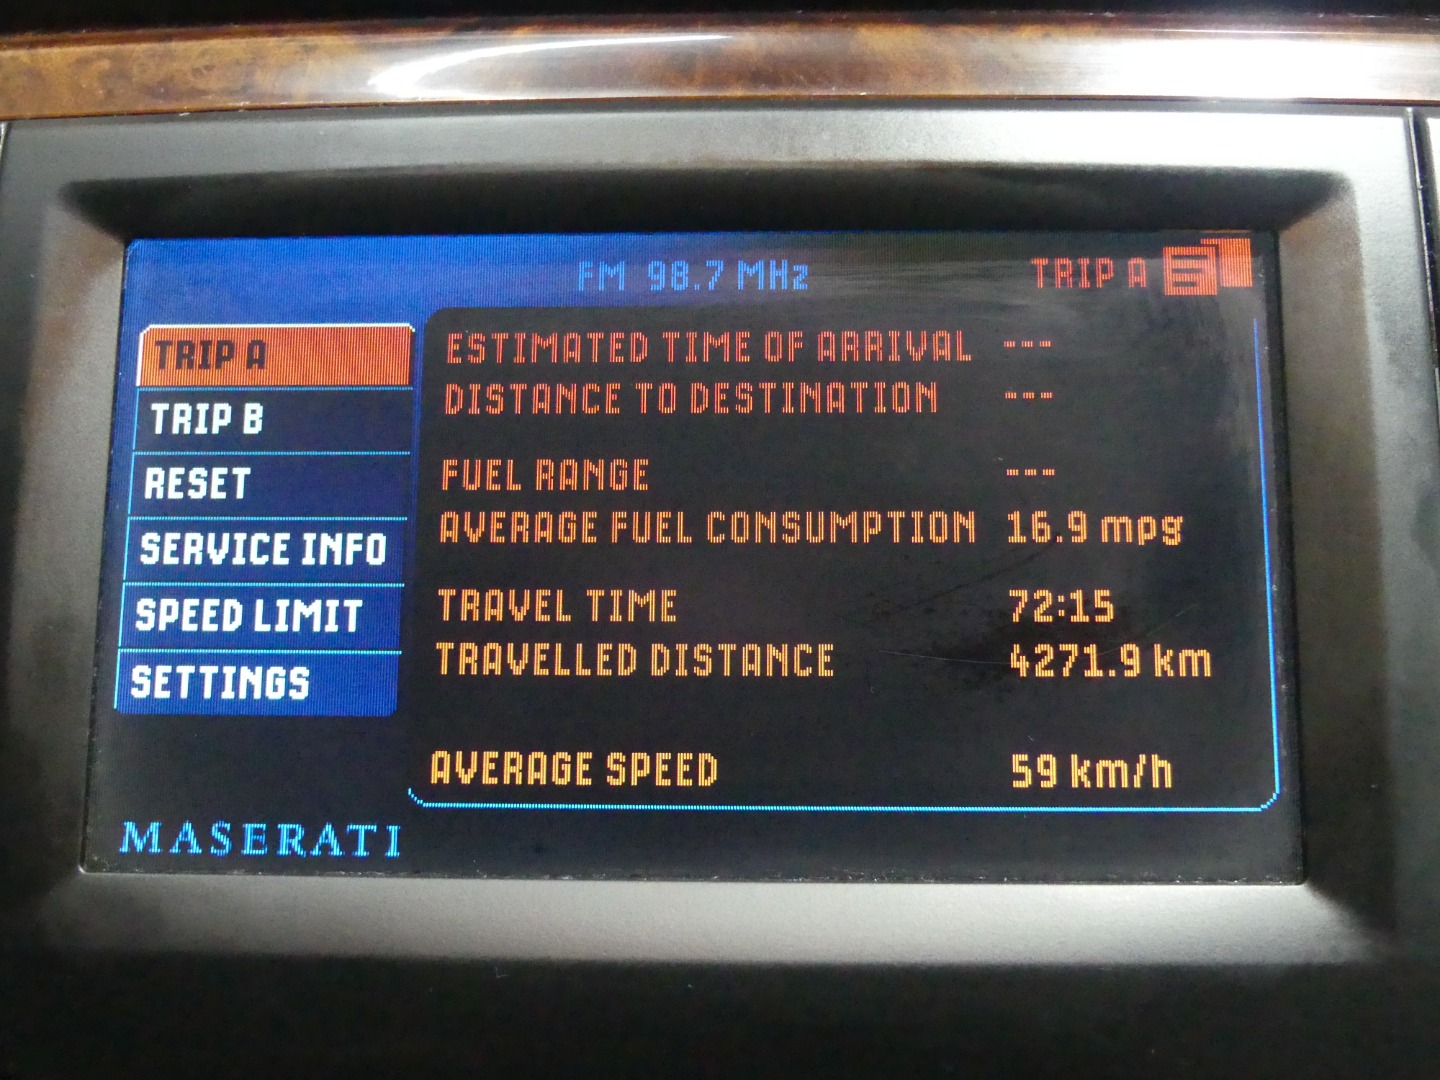 FM 98.7 MHz
TRIP A
TRIP A
TRIP B
RESET
SERVICE INFO
SPEED LIMIT
SETTINGS
ESTIMATED TIME OF ARRIVAL ---
DISTANCE TO DESTINATION ---
FUEL RANGE ---
AVERAGE FUEL CONSUMPTION 16.9 mpg
TRAVEL TIME 72:15
TRAVELLED DISTANCE 4271.9 km
AVERAGE SPEED 59 km/h
MASERATI